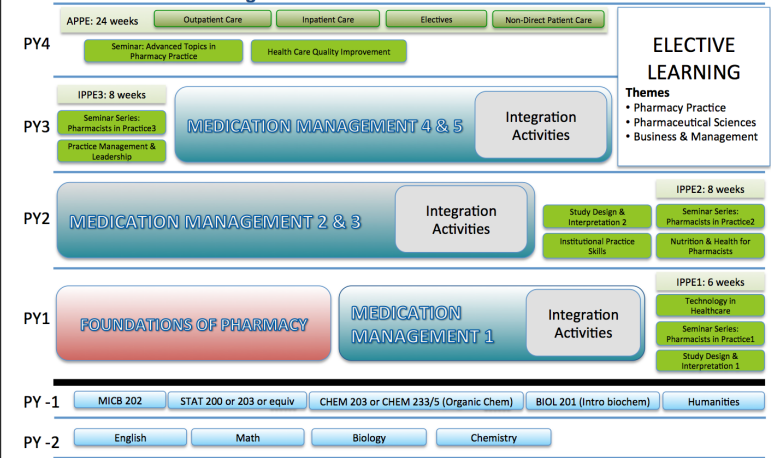 APPE: 24 weeks
Outpatient Care
Inpatient Care
Electives
Non-Direct Patient Care
PY4
Seminar: Advanced Topics in
Pharmacy Practice
Health Care Quality Improvement
ELECTIVE
LEARNING
Themes
• Pharmacy Practice
• Pharmaceutical Sciences
• Business & Management
IPPE3: 8 weeks
PY3
Seminar Series:
Pharmacists in Practice3
Practice Management &
Leadership
MEDICATION MANAGEMENT 4 & 5
Integration
Activities
PY2
MEDICATION MANAGEMENT 2 & 3
Integration
Activities
Study Design &
Interpretation 2
Institutional Practice
Skills
IPPE2: 8 weeks
Seminar Series:
Pharmacists in Practice2
Nutrition & Health for
Pharmacists
PY1
FOUNDATIONS OF PHARMACY
MEDICATION
MANAGEMENT 1
Integration
Activities
IPPE1: 6 weeks
Technology in
Healthcare
Seminar Series:
Pharmacists in Practice1
Study Design &
Interpretation 1
PY -1
MICB 202
STAT 200 or 203 or equiv
CHEM 203 or CHEM 233/5 (Organic Chem)
BIOL 201 (Intro biochem)
Humanities
PY -2
English
Math
Biology
Chemistry